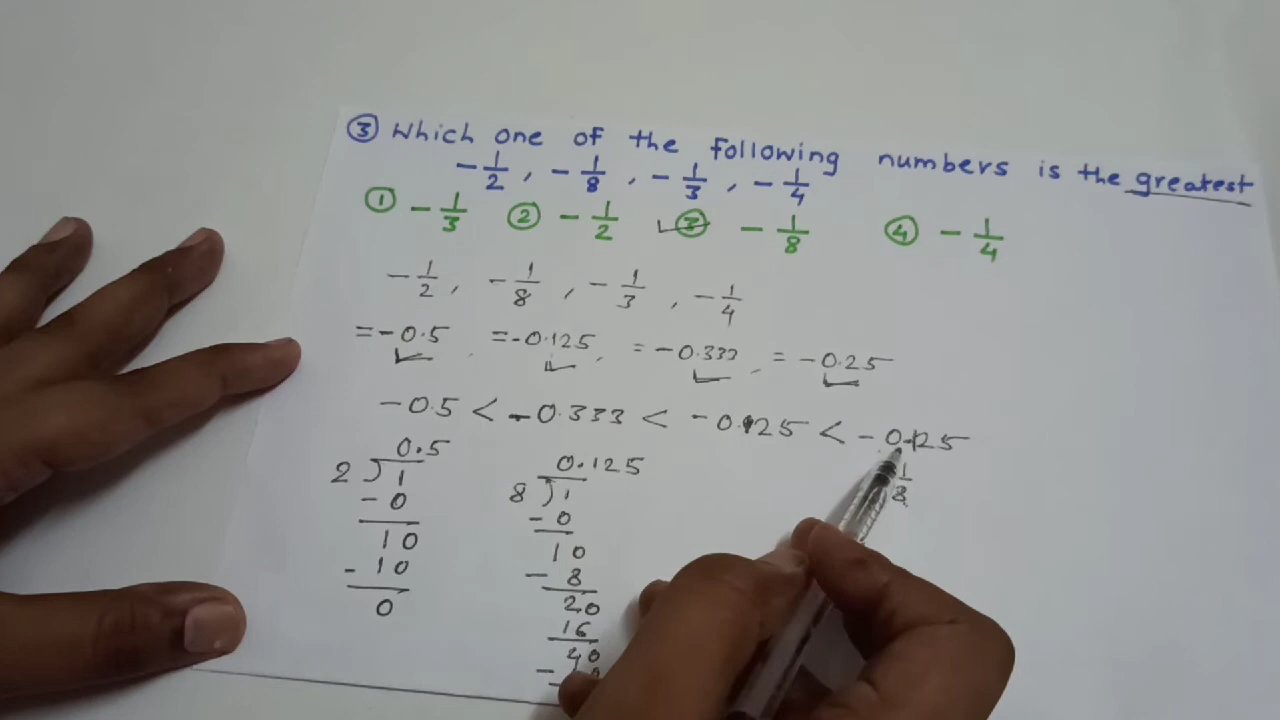 ③ Which one of the following numbers is the greatest
-1/2, -1/8, -1/3, -1/4
① -1/3 ② -1/2 ③ -1/8 ④ -1/4
-1/2, -1/8, -1/3, -1/4
=-0.5, =-0.125, =-0.333, =-0.25
-0.5 < -0.333 < -0.125 < -0.125
1/8
0.5
2)1
-0
10
-10
0
0.125
8)1
-0
10
-8
20
16
40